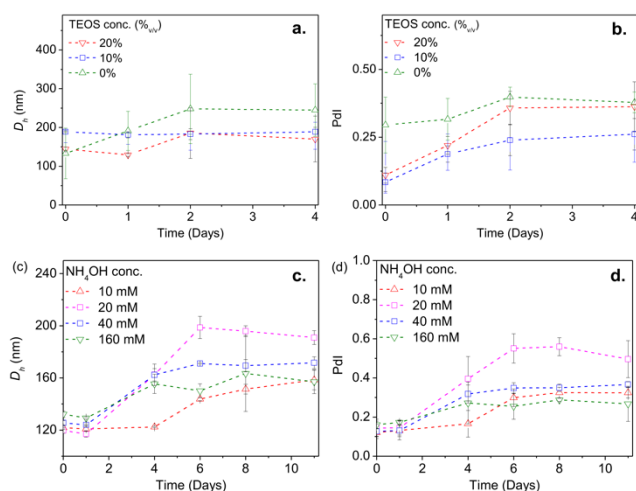 TEOS conc. (%v/v)
20%
10%
0%
a.
400
300
200
100
0
Dh (nm)
0 1 2 3 4
Time (Days)
TEOS conc. (%v/v)
20%
10%
0%
b.
0.50
0.25
0.00
PdI
0 1 2 3 4
Time (Days)
(c)
NH4OH conc.
10 mM
20 mM
40 mM
160 mM
c.
240
200
160
120
Dh (nm)
0 2 4 6 8 10
Time (Days)
(d)
NH4OH conc.
10 mM
20 mM
40 mM
160 mM
d.
1.0
0.8
0.6
0.4
0.2
0.0
PdI
0 2 4 6 8 10
Time (Days)